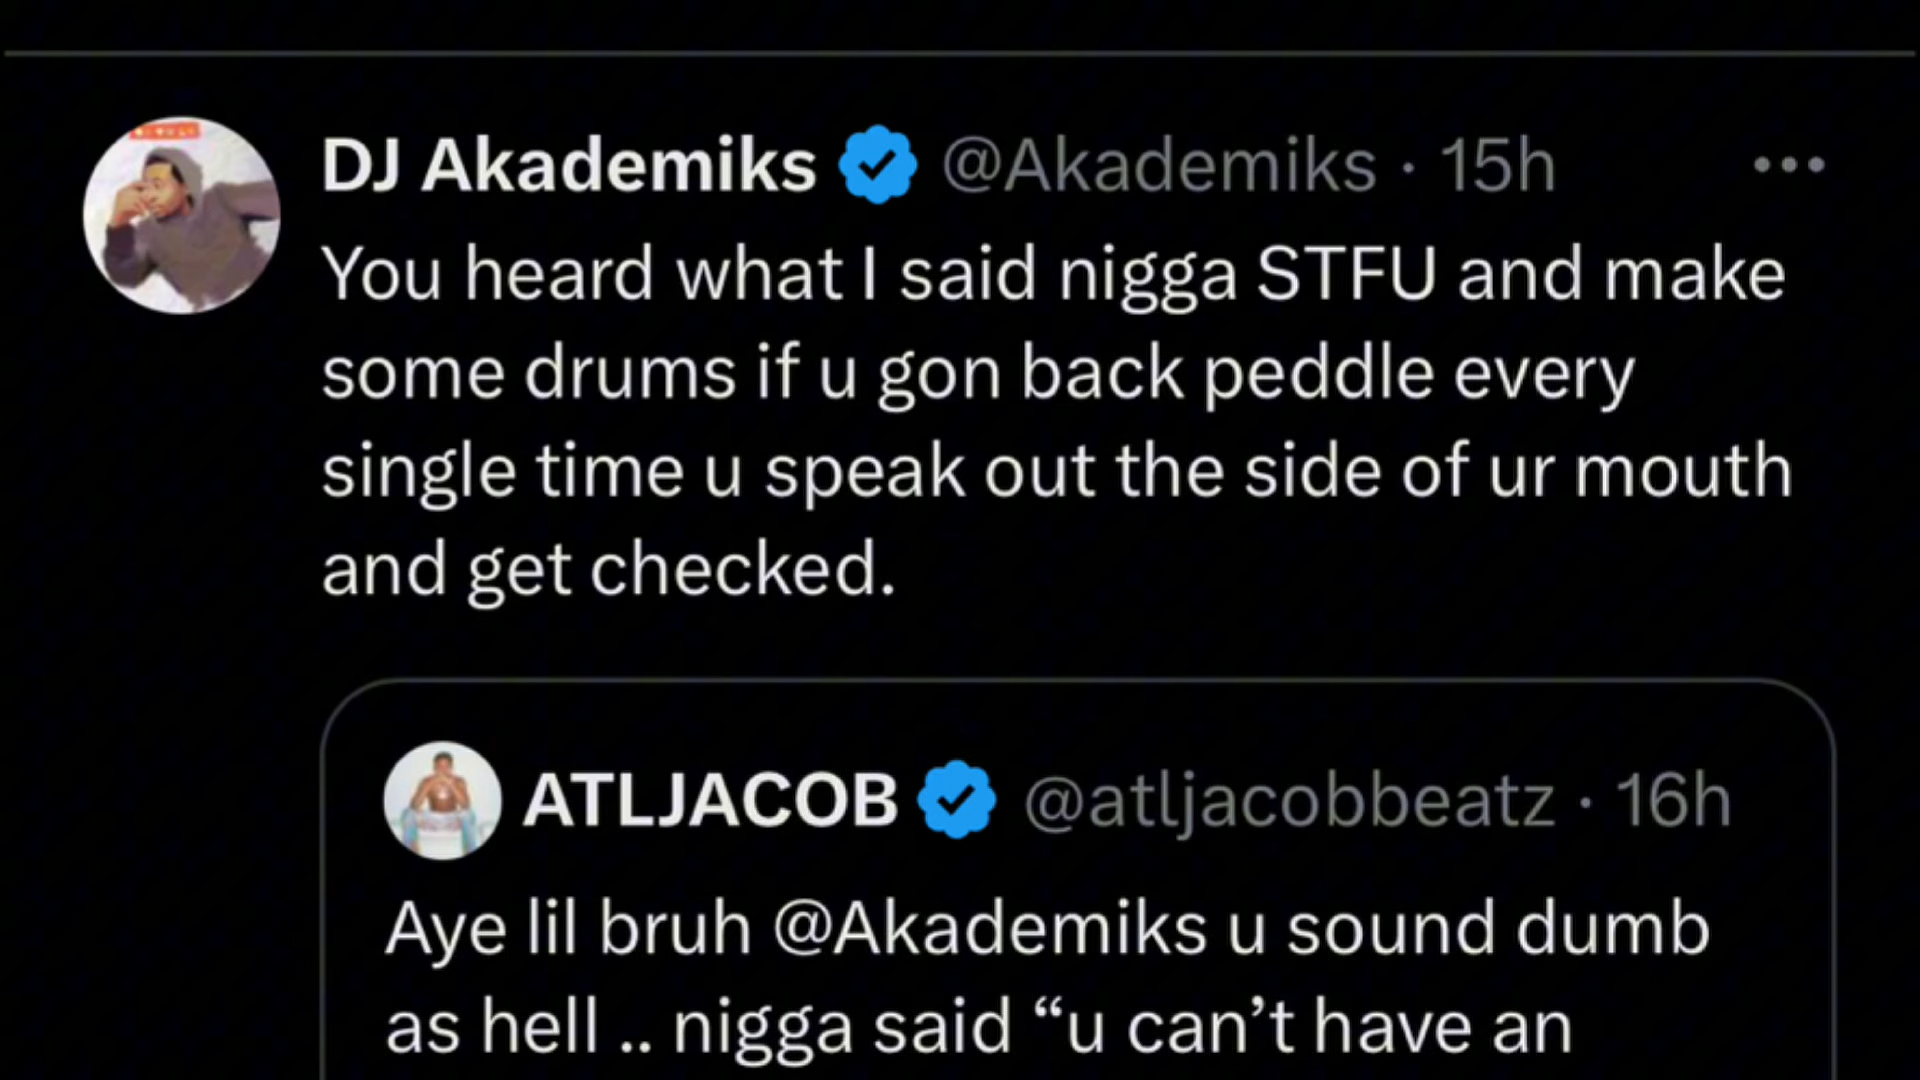 DJ Akademiks @Akademiks · 15h
You heard what I said nigga STFU and make
some drums if u gon back peddle every
single time u speak out the side of ur mouth
and get checked.
ATLJACOB @atljacobbeatz · 16h
Aye lil bruh @Akademiks u sound dumb
as hell .. nigga said “u can’t have an